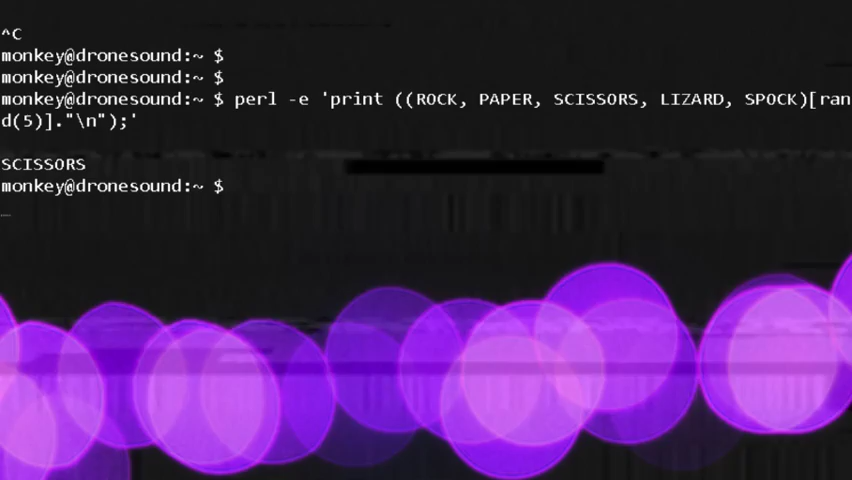 ^C
monkey@dronesound:~ $
monkey@dronesound:~ $
monkey@dronesound:~ $ perl -e 'print ((ROCK, PAPER, SCISSORS, LIZARD, SPOCK)[ran
d(5)]."\n");'
SCISSORS
monkey@dronesound:~ $